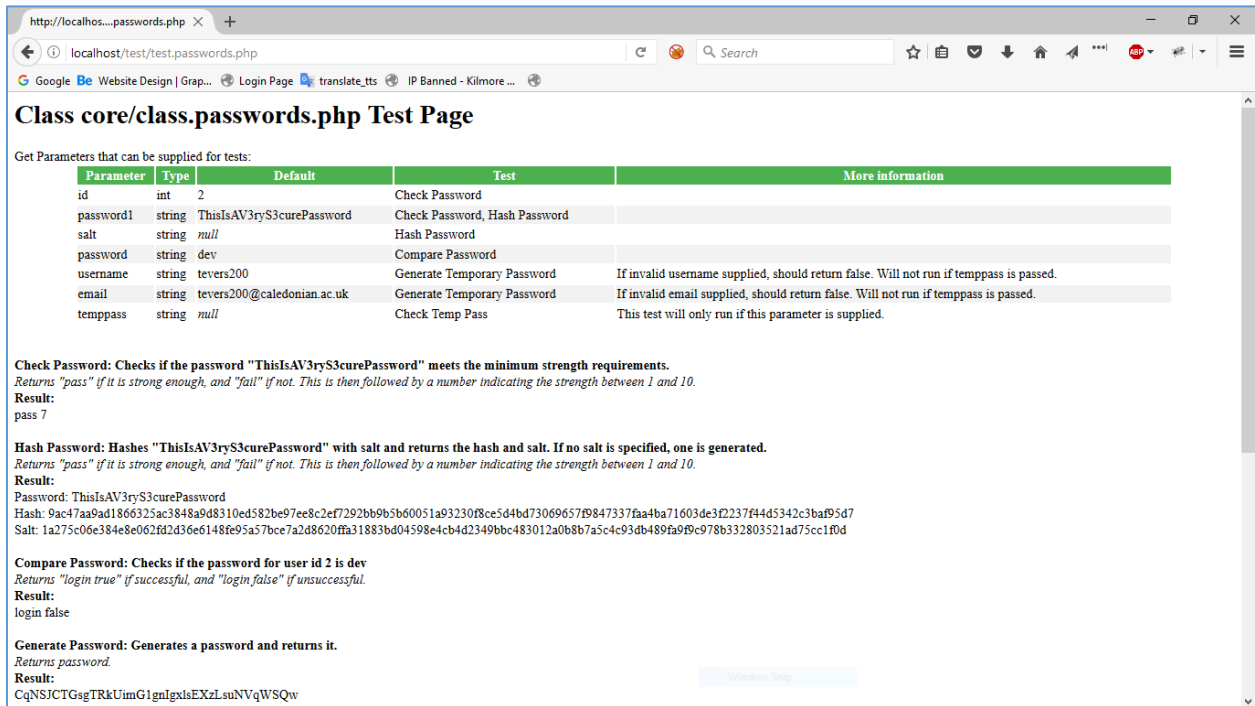 http://localhos....passwords.php
localhost/test/test.passwords.php
Search
ABP
Google Be Website Design | Grap... Login Page translate_tts IP Banned - Kilmore ...
Class core/class.passwords.php Test Page
Get Parameters that can be supplied for tests:
Parameter Type Default Test More information
id int 2 Check Password
password1 string ThisIsAV3ryS3curePassword Check Password, Hash Password
salt string null Hash Password
password string dev Compare Password
username string tevers200 Generate Temporary Password If invalid username supplied, should return false. Will not run if temppass is passed.
email string tevers200@caledonian.ac.uk Generate Temporary Password If invalid email supplied, should return false. Will not run if temppass is passed.
temppass string null Check Temp Pass This test will only run if this parameter is supplied.
Check Password: Checks if the password "ThisIsAV3ryS3curePassword" meets the minimum strength requirements.
Returns "pass" if it is strong enough, and "fail" if not. This is then followed by a number indicating the strength between 1 and 10.
Result:
pass 7
Hash Password: Hashes "ThisIsAV3ryS3curePassword" with salt and returns the hash and salt. If no salt is specified, one is generated.
Returns "pass" if it is strong enough, and "fail" if not. This is then followed by a number indicating the strength between 1 and 10.
Result:
Password: ThisIsAV3ryS3curePassword
Hash: 9ac47aa9ad1866325ac3848a9d8310ed582be97ee8c2ef7292bb9b5b60051a93230f8ce5d4bd73069657f9847337faa4ba71603de3f2237f44d5342c3baf95d7
Salt: 1a275c06e384e8e062fd2d36e6148fe95a57bce7a2d8620ffa31883bd04598e4cb4d2349bbc483012a0b8b7a5c4c93db489fa9f9c978b332803521ad75cc1f0d
Compare Password: Checks if the password for user id 2 is dev
Returns "login true" if successful, and "login false" if unsuccessful.
Result:
login false
Generate Password: Generates a password and returns it.
Returns password.
Result:
CqNSJCTGsgTRkUimG1gnIgxlsEXzLsuNVqWSQw
Window Snip